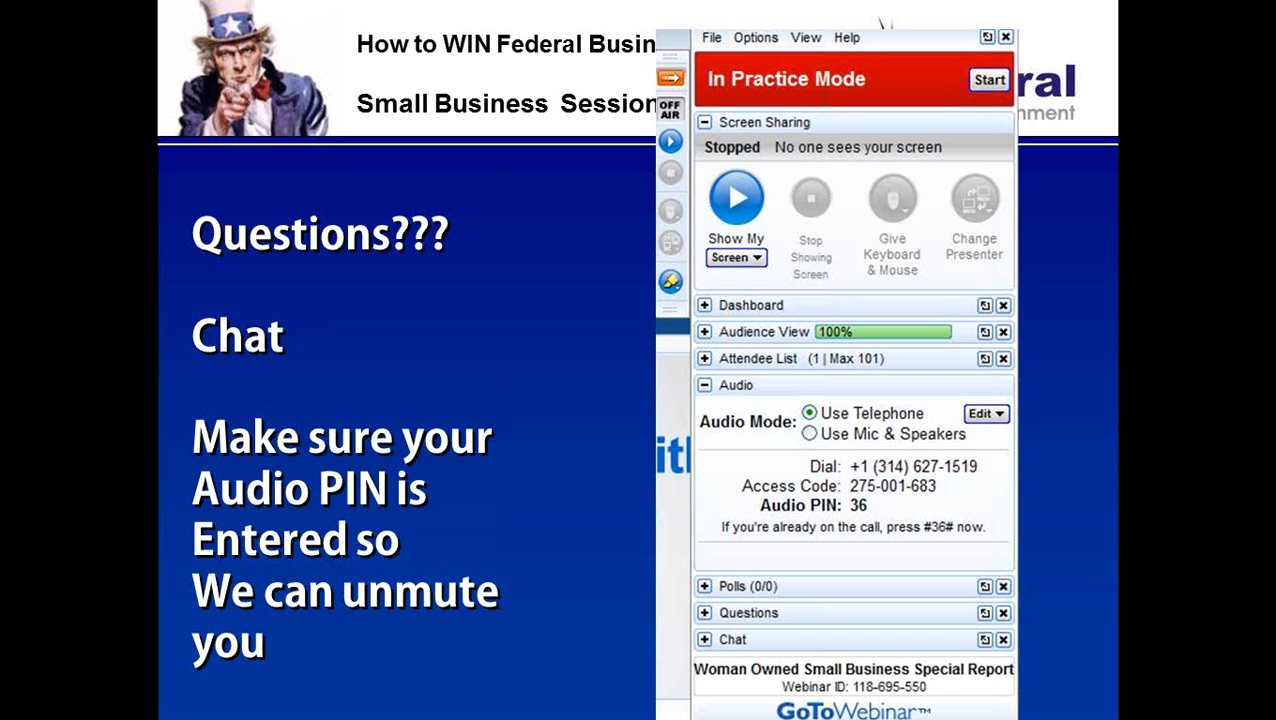 How to WIN Federal Busin
Small Business Session
ral
nment
Questions???
Chat
Make sure your
Audio PIN is
Entered so
We can unmute
you
File Options View Help
In Practice Mode
Start
OFF
AIR
Screen Sharing
Stopped No one sees your screen
Show My
Screen
Stop
Showing
Screen
Give
Keyboard
& Mouse
Change
Presenter
Dashboard
Audience View 100%
Attendee List (1 | Max 101)
Audio
Audio Mode:
Use Telephone
Edit
Use Mic & Speakers
Dial: +1 (314) 627-1519
Access Code: 275-001-683
Audio PIN: 36
If you're already on the call, press #36# now.
Polls (0/0)
Questions
Chat
Woman Owned Small Business Special Report
Webinar ID: 118-695-550
GoToWebinar™